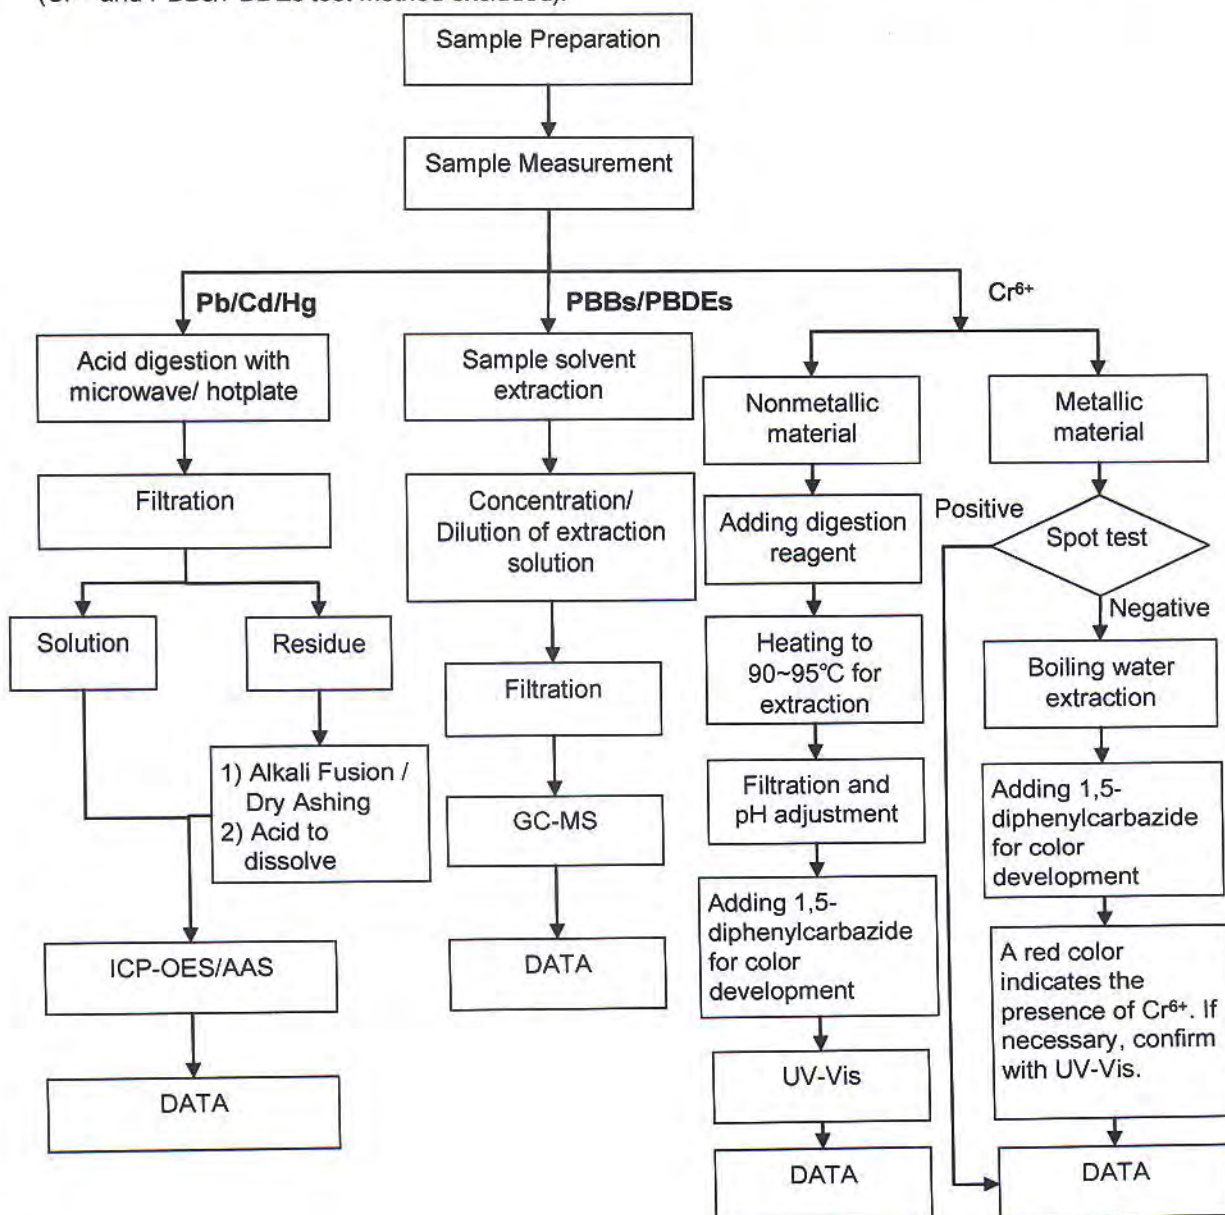 Sample Preparation
Sample Measurement
Pb/Cd/Hg
PBBs/PBDEs
Cr⁶⁺
Acid digestion with
microwave/ hotplate
Sample solvent
extraction
Nonmetallic
material
Metallic
material
Filtration
Concentration/
Dilution of extraction
solution
Adding digestion
reagent
Positive
Spot test
Negative
Solution
Residue
Heating to
90~95℃ for
extraction
Boiling water
extraction
Filtration
1) Alkali Fusion /
Dry Ashing
2) Acid to
dissolve
Filtration and
pH adjustment
Adding 1,5-
diphenylcarbazide
for color
development
GC-MS
Adding 1,5-
diphenylcarbazide
for color
development
ICP-OES/AAS
DATA
A red color
indicates the
presence of Cr⁶⁺. If
necessary, confirm
with UV-Vis.
UV-Vis
DATA
DATA
DATA